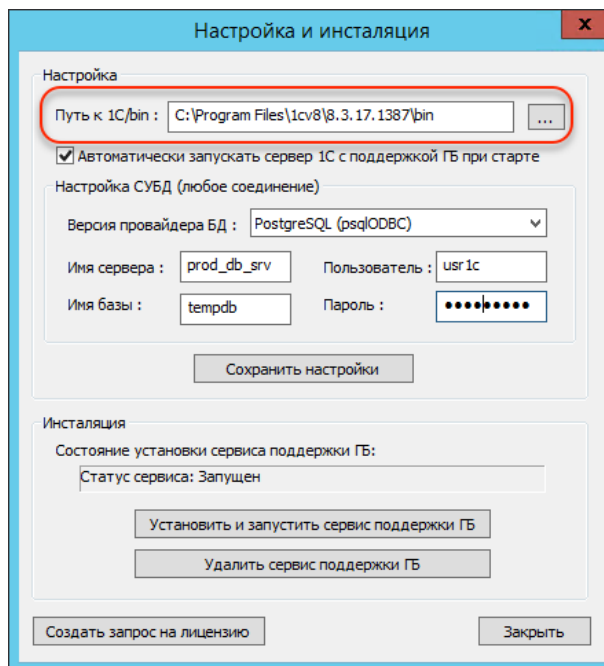 Настройка и инсталяция
x
Настройка
Путь к 1С/bin : C:\Program Files\1cv8\8.3.17.1387\bin ...
Автоматически запускать сервер 1С с поддержкой ГБ при старте
Настройка СУБД (любое соединение)
Версия провайдера БД : PostgreSQL (psqlODBC)
Имя сервера : prod_db_srv Пользователь : usr1c
Имя базы : tempdb Пароль : •••••••••
Сохранить настройки
Инсталяция
Состояние установки сервиса поддержки ГБ:
Статус сервиса: Запущен
Установить и запустить сервис поддержки ГБ
Удалить сервис поддержки ГБ
Создать запрос на лицензию Закрыть